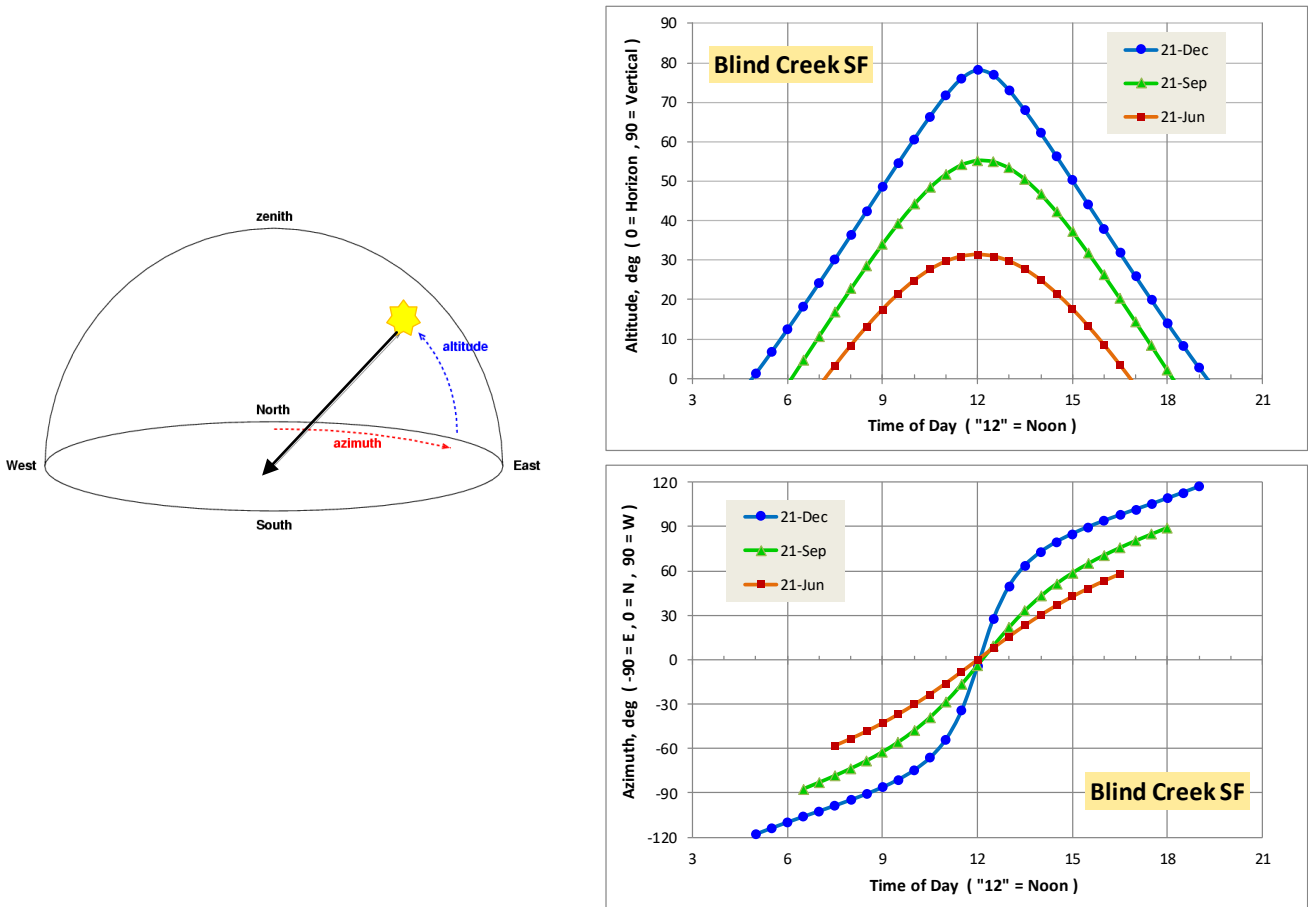 zenith
altitude
North
azimuth
West
East
South
Blind Creek SF
21-Dec
21-Sep
21-Jun
Altitude, deg ( 0 = Horizon , 90 = Vertical )
90
80
70
60
50
40
30
20
10
0
3 6 9 12 15 18 21
Time of Day ( "12" = Noon )
21-Dec
21-Sep
21-Jun
Azimuth, deg ( -90 = E , 0 = N , 90 = W )
120
90
60
30
0
-30
-60
-90
-120
Blind Creek SF
3 6 9 12 15 18 21
Time of Day ( "12" = Noon )